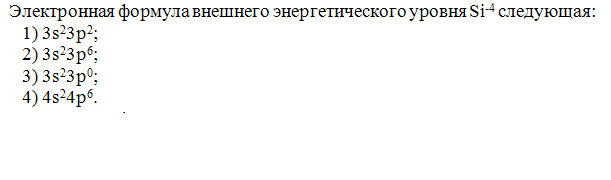 Электронная формула внешнего энергетического уровня Si⁻⁴ следующая:
1) 3s²3p²;
2) 3s²3p⁶;
3) 3s²3p⁰;
4) 4s²4p⁶.